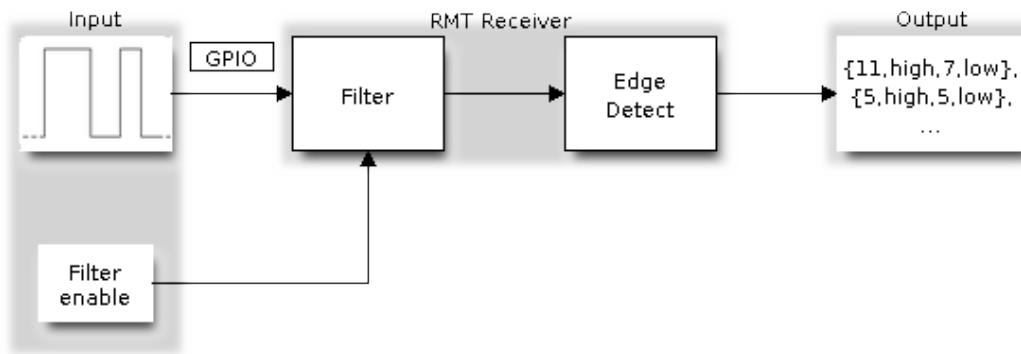 Input
RMT Receiver
Output
GPIO
Filter
Edge
Detect
{11,high,7,low},
{5,high,5,low},
...
Filter
enable